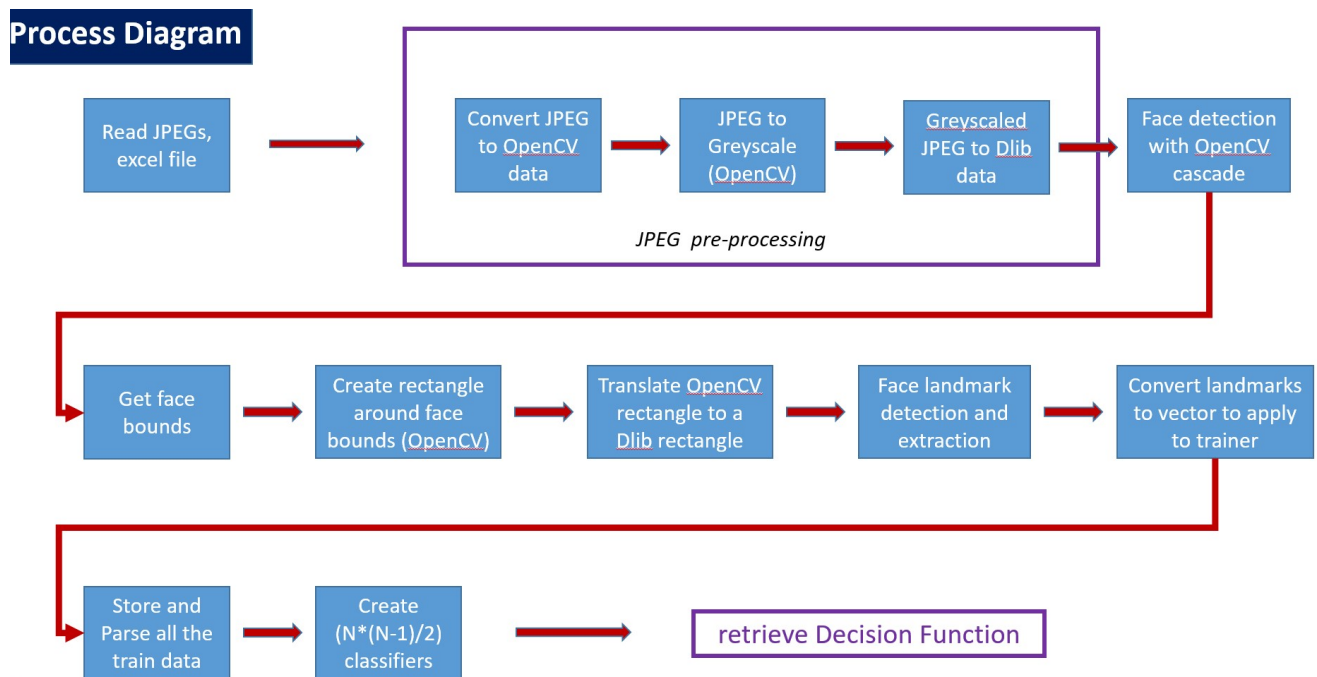 Process Diagram
Read JPEGs,
excel file
Convert JPEG
to OpenCV
data
JPEG to
Greyscale
(OpenCV)
Greyscaled
JPEG to Dlib
data
Face detection
with OpenCV
cascade
JPEG pre-processing
Get face
bounds
Create rectangle
around face
bounds (OpenCV)
Translate OpenCV
rectangle to a
Dlib rectangle
Face landmark
detection and
extraction
Convert landmarks
to vector to apply
to trainer
Store and
Parse all the
train data
Create
(N*(N-1)/2)
classifiers
retrieve Decision Function